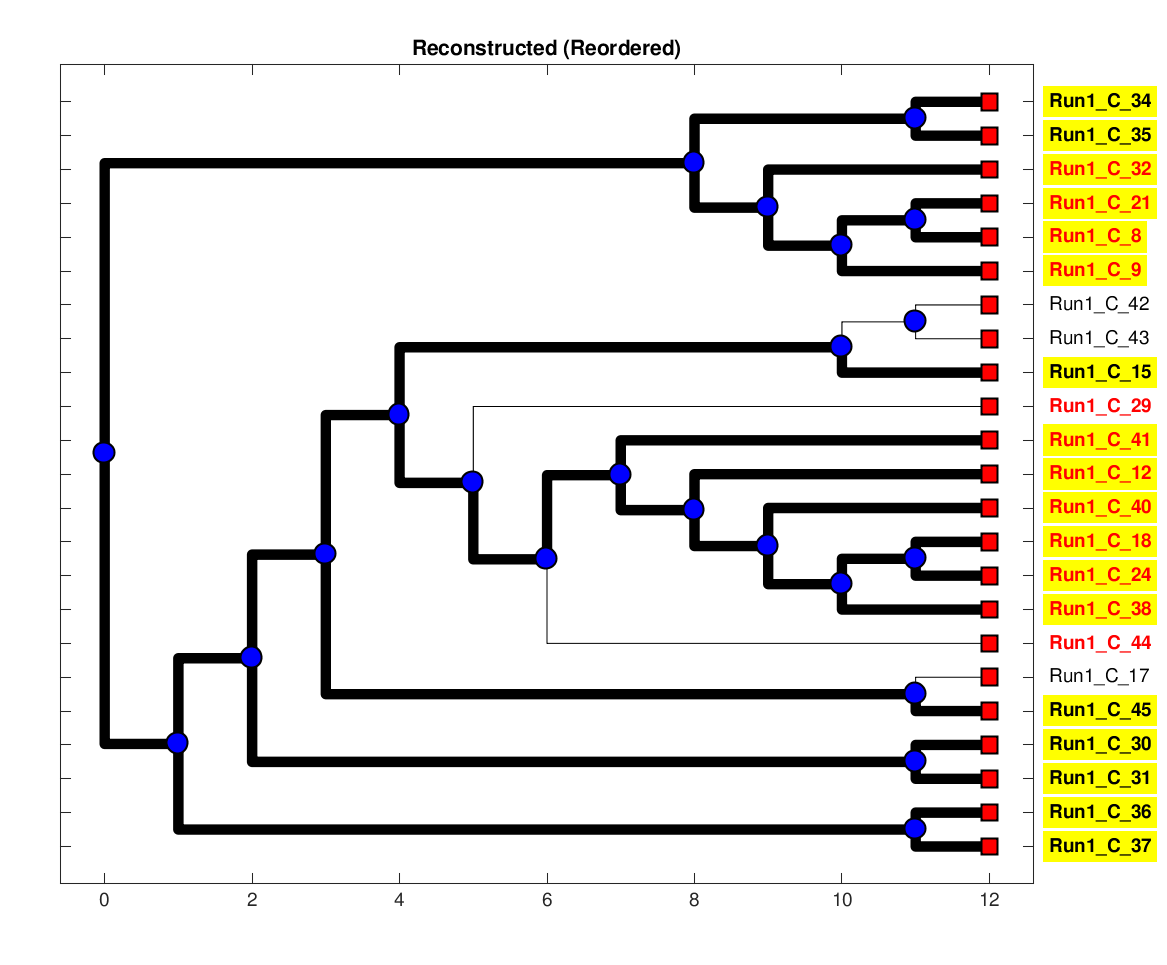 Reconstructed (Reordered)
Run1_C_34
Run1_C_35
Run1_C_32
Run1_C_21
Run1_C_8
Run1_C_9
Run1_C_42
Run1_C_43
Run1_C_15
Run1_C_29
Run1_C_41
Run1_C_12
Run1_C_40
Run1_C_18
Run1_C_24
Run1_C_38
Run1_C_44
Run1_C_17
Run1_C_45
Run1_C_30
Run1_C_31
Run1_C_36
Run1_C_37
0 2 4 6 8 10 12